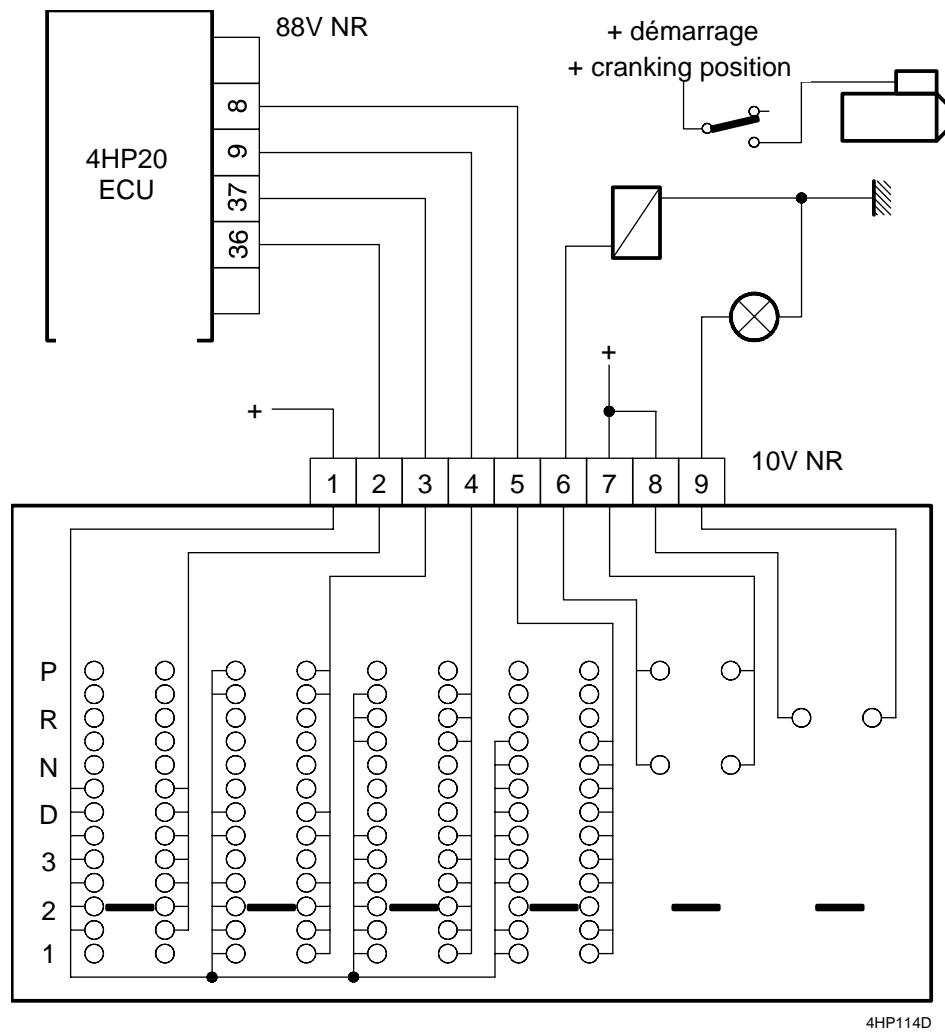 88V NR
+ démarrage
+ cranking position
4HP20
ECU
8
9
37
36
+
+
10V NR
1 2 3 4 5 6 7 8 9
P
R
N
D
3
2
1
4HP114D